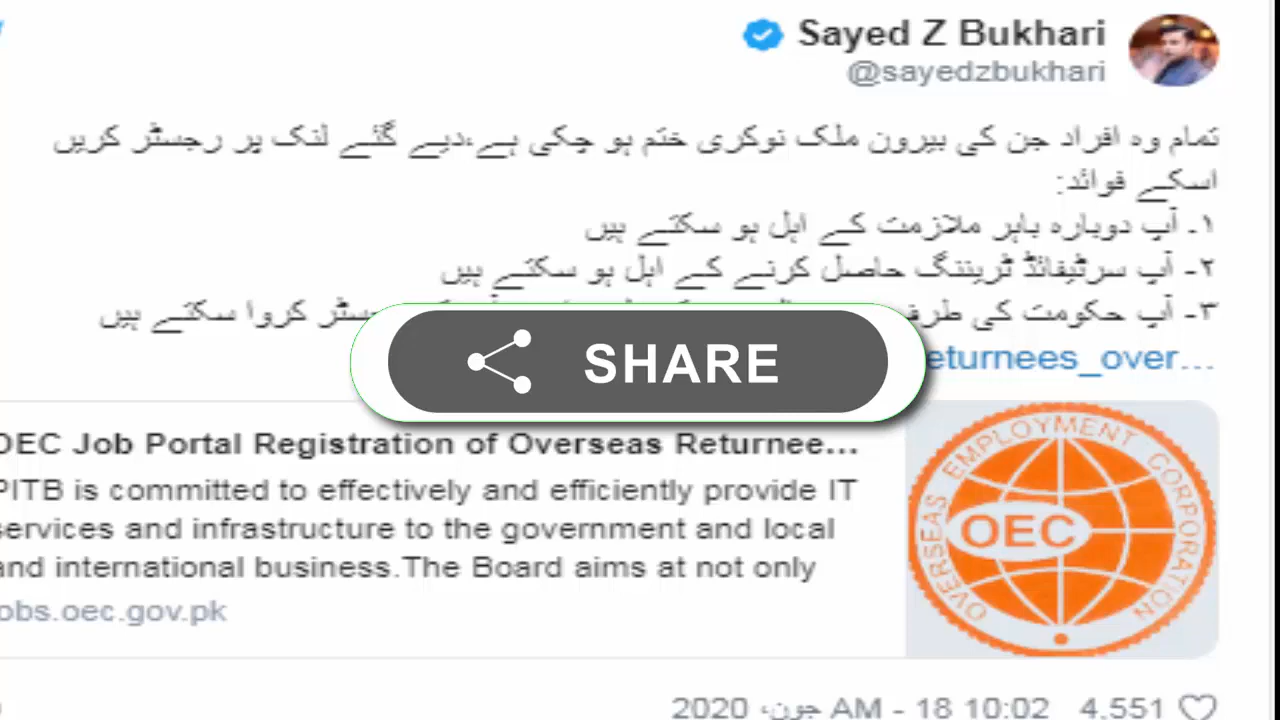 Sayed Z Bukhari
@sayedzbukhari
تمام وہ افراد جن کی بیرون ملک نوکری ختم ہو چکی ہے،دیے گئے لنک پر رجسٹر کریں
اسکے فوائد:
۱۔ آپ دوبارہ باہر ملازمت کے اہل ہو سکتے ہیں
۲۔ آپ سرٹیفائڈ ٹریننگ حاصل کرنے کے اہل ہو سکتے ہیں
۳۔ آپ حکومت کی کروا سکتے ہیں
SHARE
eturnees_over...
OEC Job Portal Registration of Overseas Returnee...
PITB is committed to effectively and efficiently provide IT
services and infrastructure to the government and local
and international business.The Board aims at not only
obs.oec.gov.pk
OVERSEAS EMPLOYMENT CORPORATION
OEC
4.551
10:02 AM - 18 جون، 2020